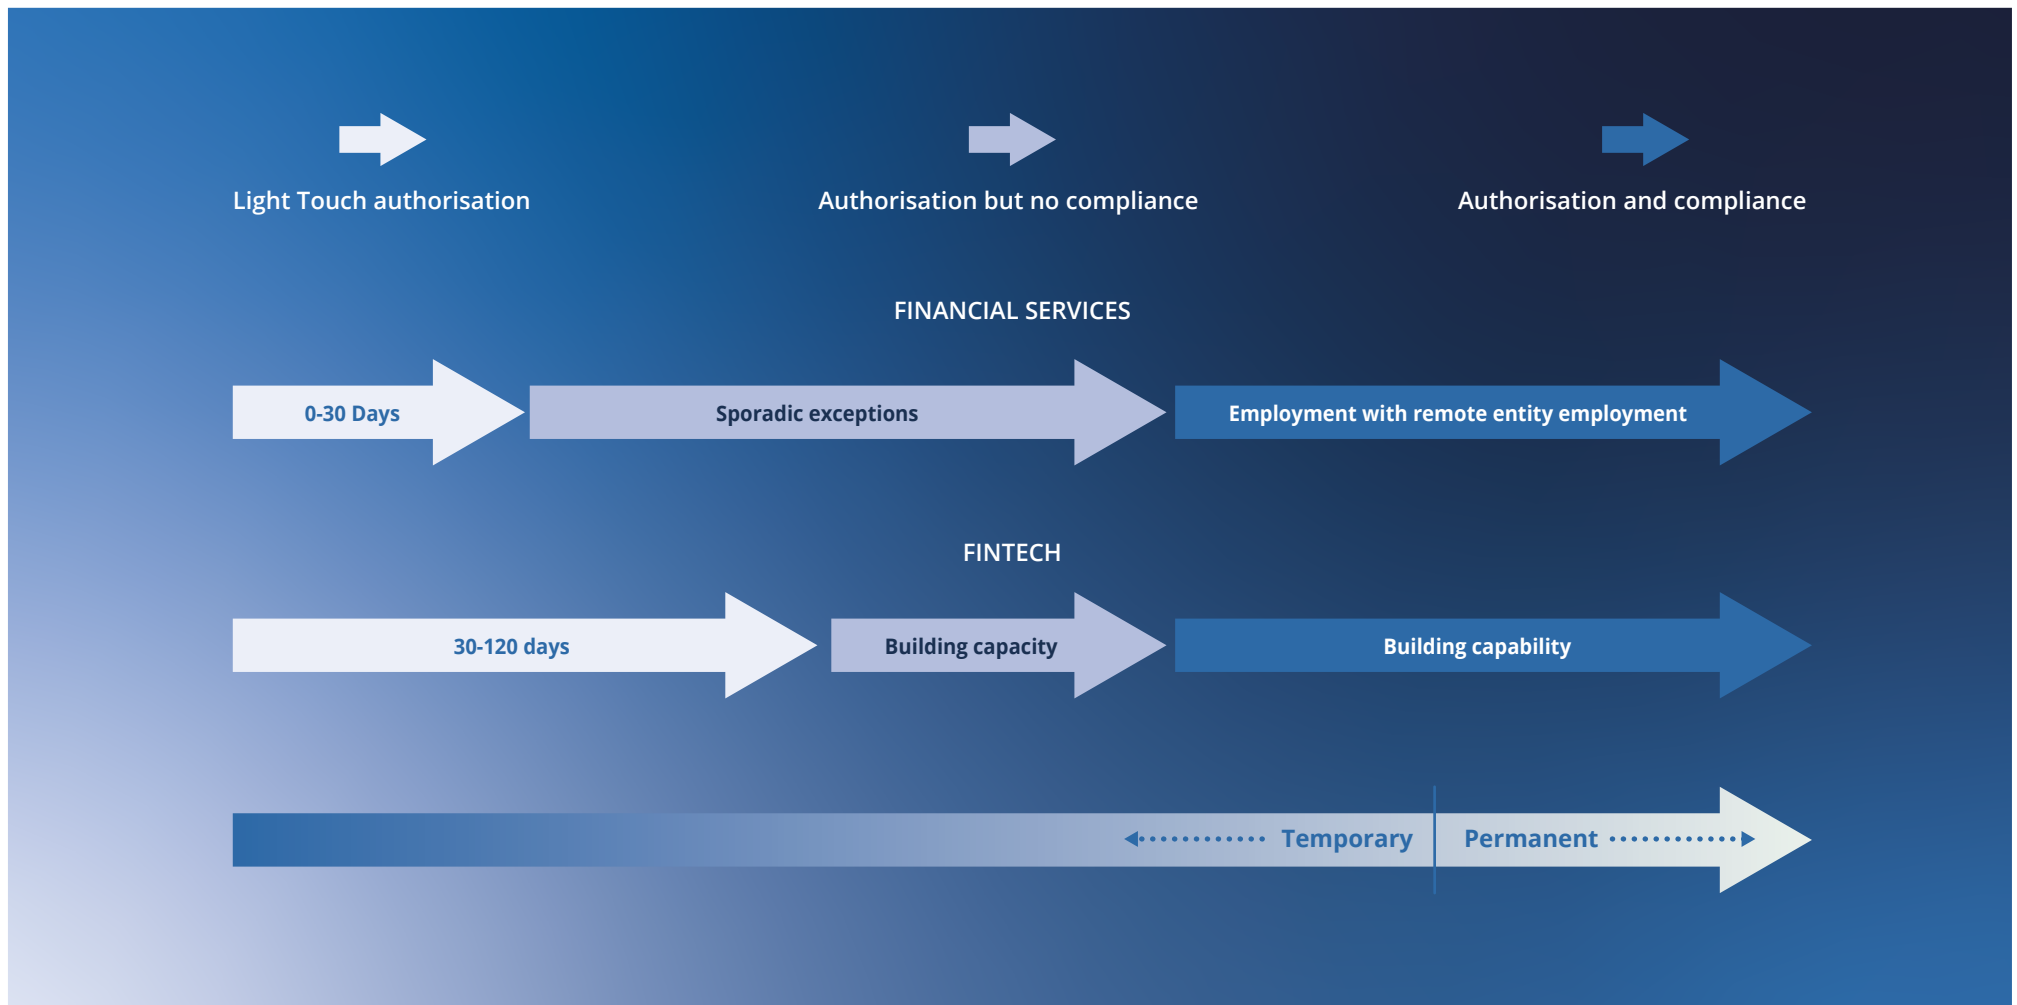 Light Touch authorisation
Authorisation but no compliance
Authorisation and compliance
FINANCIAL SERVICES
0-30 Days
Sporadic exceptions
Employment with remote entity employment
FINTECH
30-120 days
Building capacity
Building capability
Temporary
Permanent